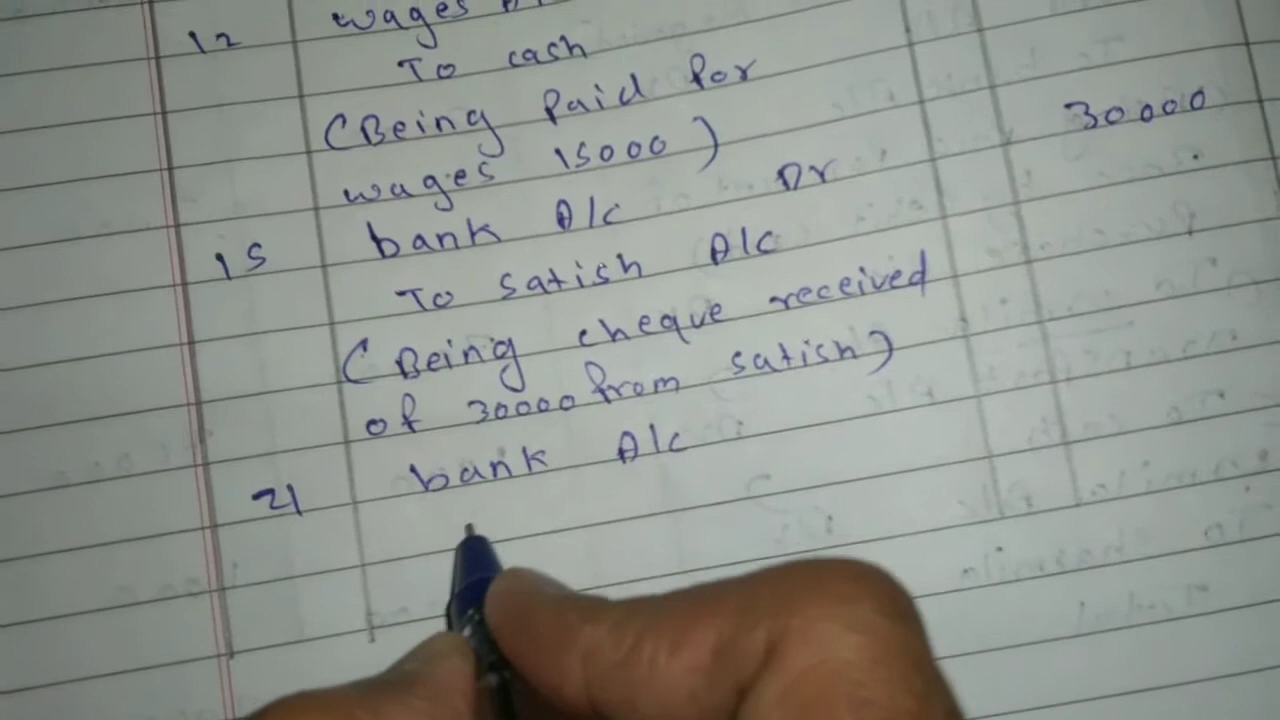 12 wages
To cash
(Being Paid for
wages 15000)
15 bank A/c Dr 30000
To satish A/c
(Being cheque received
of 30000 from satish)
21 bank A/c